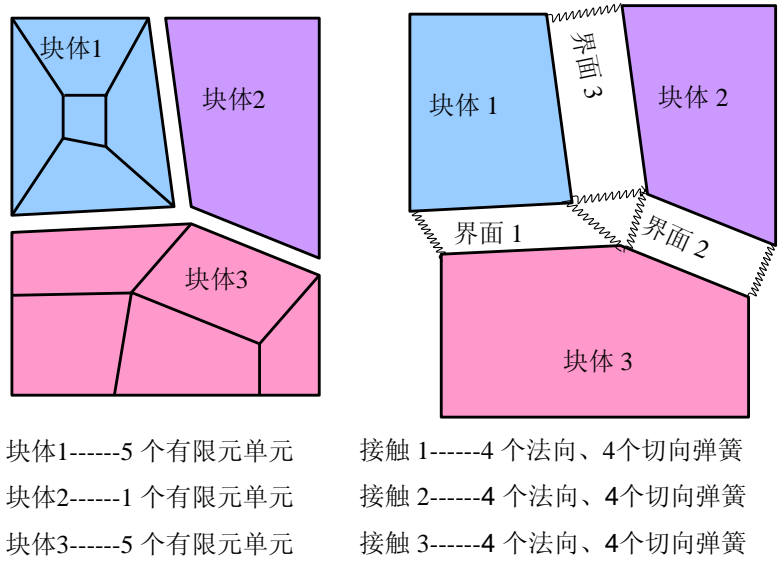 块体1
块体2
块体3
块体 1
界面 3
块体 2
界面 1
界面 2
块体 3
块体1------5 个有限元单元
块体2------1 个有限元单元
块体3------5 个有限元单元
接触 1------4 个法向、4个切向弹簧
接触 2------4 个法向、4个切向弹簧
接触 3------4 个法向、4个切向弹簧